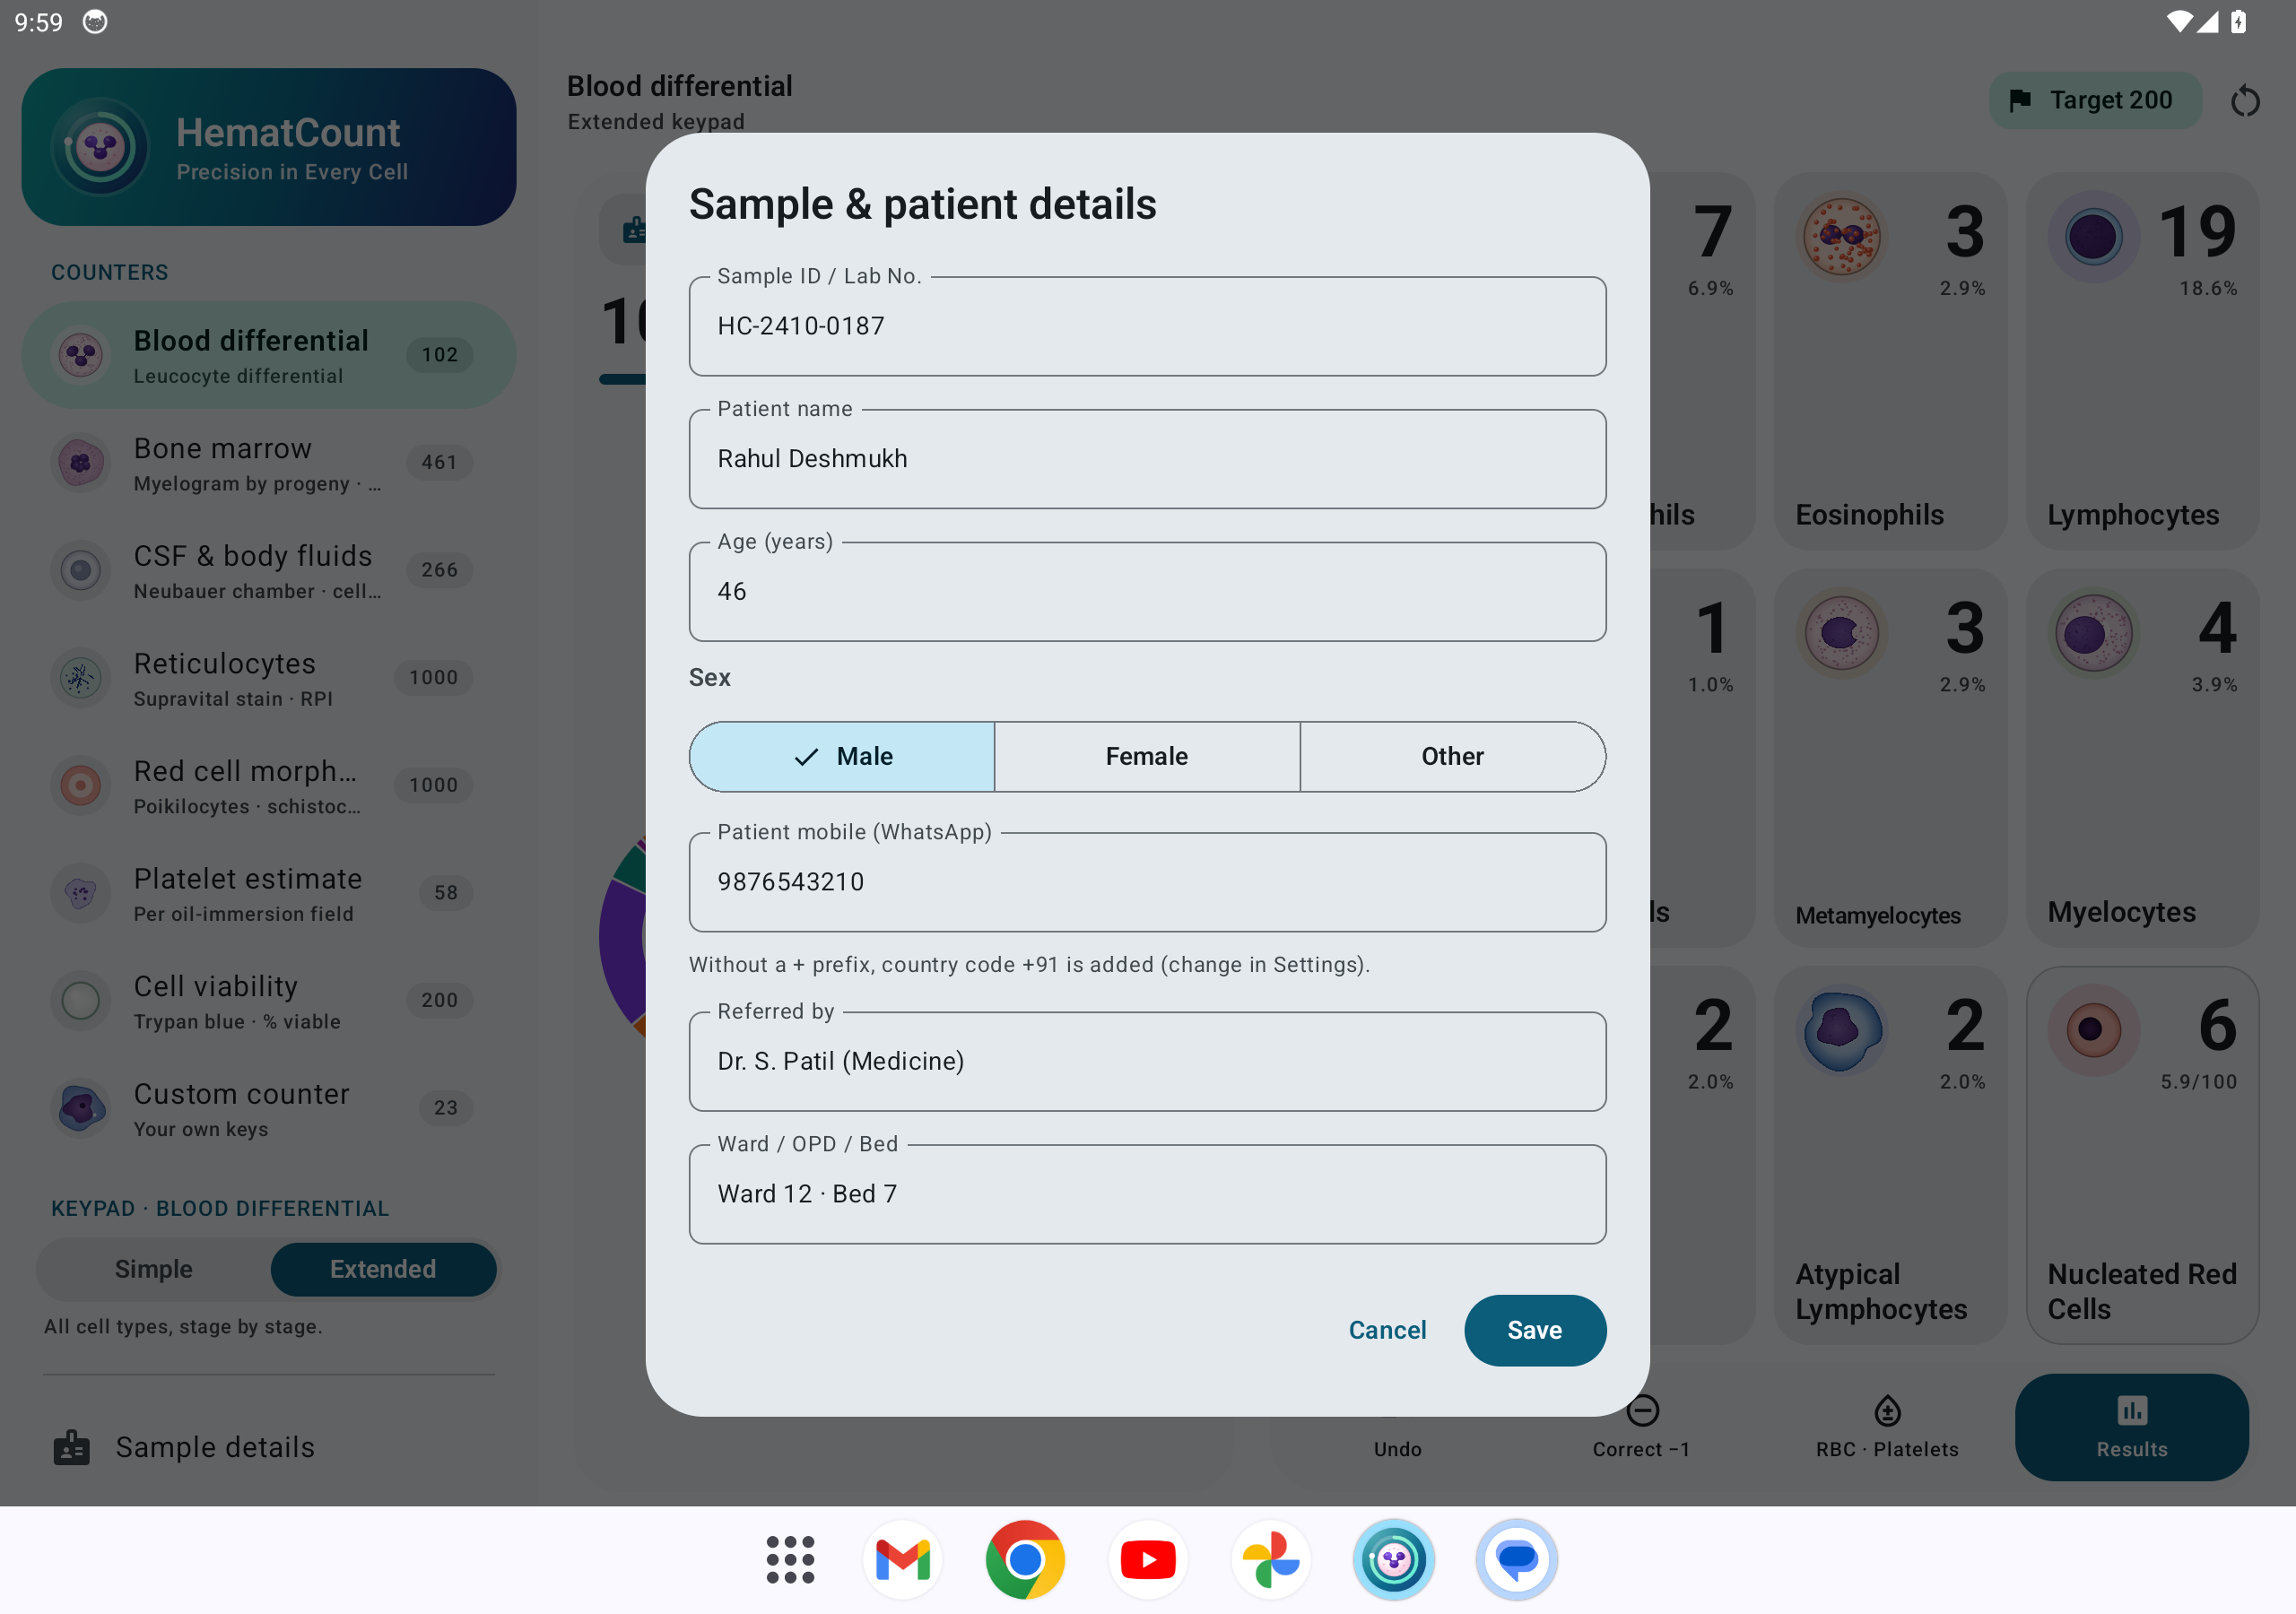 9:59
HematCount
Precision in Every Cell
COUNTERS
Blood differential
102
Leucocyte differential
Bone marrow
461
Myelogram by progeny · …
CSF & body fluids
266
Neubauer chamber · cell…
Reticulocytes
1000
Supravital stain · RPI
Red cell morph…
1000
Poikilocytes · schistoc…
Platelet estimate
58
Per oil-immersion field
Cell viability
200
Trypan blue · % viable
Custom counter
23
Your own keys
KEYPAD · BLOOD DIFFERENTIAL
Simple
Extended
All cell types, stage by stage.
Sample details
Blood differential
Extended keypad
Target 200
Sample & patient details
Sample ID / Lab No.
HC-2410-0187
Patient name
Rahul Deshmukh
Age (years)
46
Sex
Male
Female
Other
Patient mobile (WhatsApp)
9876543210
Without a + prefix, country code +91 is added (change in Settings).
Referred by
Dr. S. Patil (Medicine)
Ward / OPD / Bed
Ward 12 · Bed 7
Cancel
Save
7
6.9%
3
2.9%
Eosinophils
19
18.6%
Lymphocytes
1
1.0%
3
2.9%
Metamyelocytes
4
3.9%
Myelocytes
2
2.0%
2
2.0%
Atypical
Lymphocytes
6
5.9/100
Nucleated Red
Cells
Undo
Correct −1
RBC · Platelets
Results